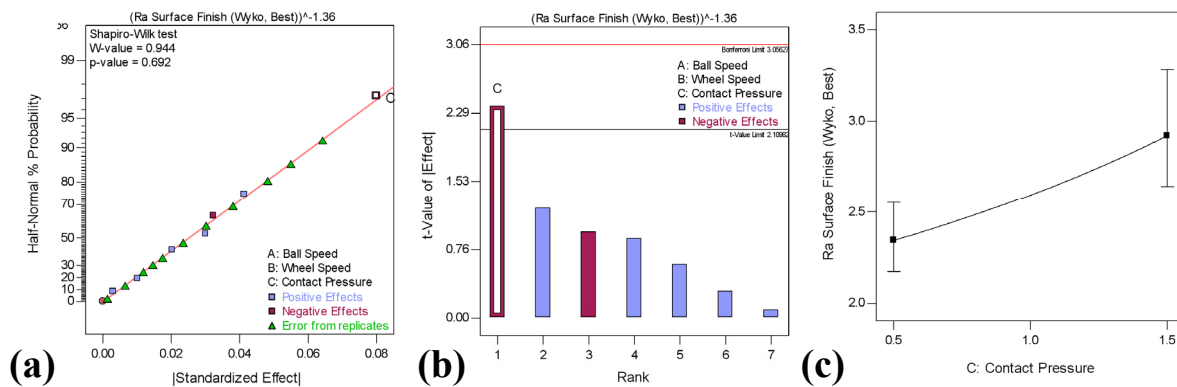 (Ra Surface Finish (Wyko, Best))^-1.36
Shapiro-Wilk test
W-value = 0.944
p-value = 0.692
Half-Normal % Probability
99
95
90
80
70
50
30
20
10
0
C
A: Ball Speed
B: Wheel Speed
C: Contact Pressure
Positive Effects
Negative Effects
Error from replicates
0.00 0.02 0.04 0.06 0.08
|Standardized Effect|
(a)
(Ra Surface Finish (Wyko, Best))^-1.36
t-Value of |Effect|
3.06
2.29
1.53
0.76
0.00
Bonferroni Limit 3.05627
A: Ball Speed
B: Wheel Speed
C: Contact Pressure
Positive Effects
Negative Effects
t-Value Limit 2.10982
C
1 2 3 4 5 6 7
Rank
(b)
Ra Surface Finish (Wyko, Best)
3.5
3.0
2.5
2.0
0.5 1.0 1.5
C: Contact Pressure
(c)